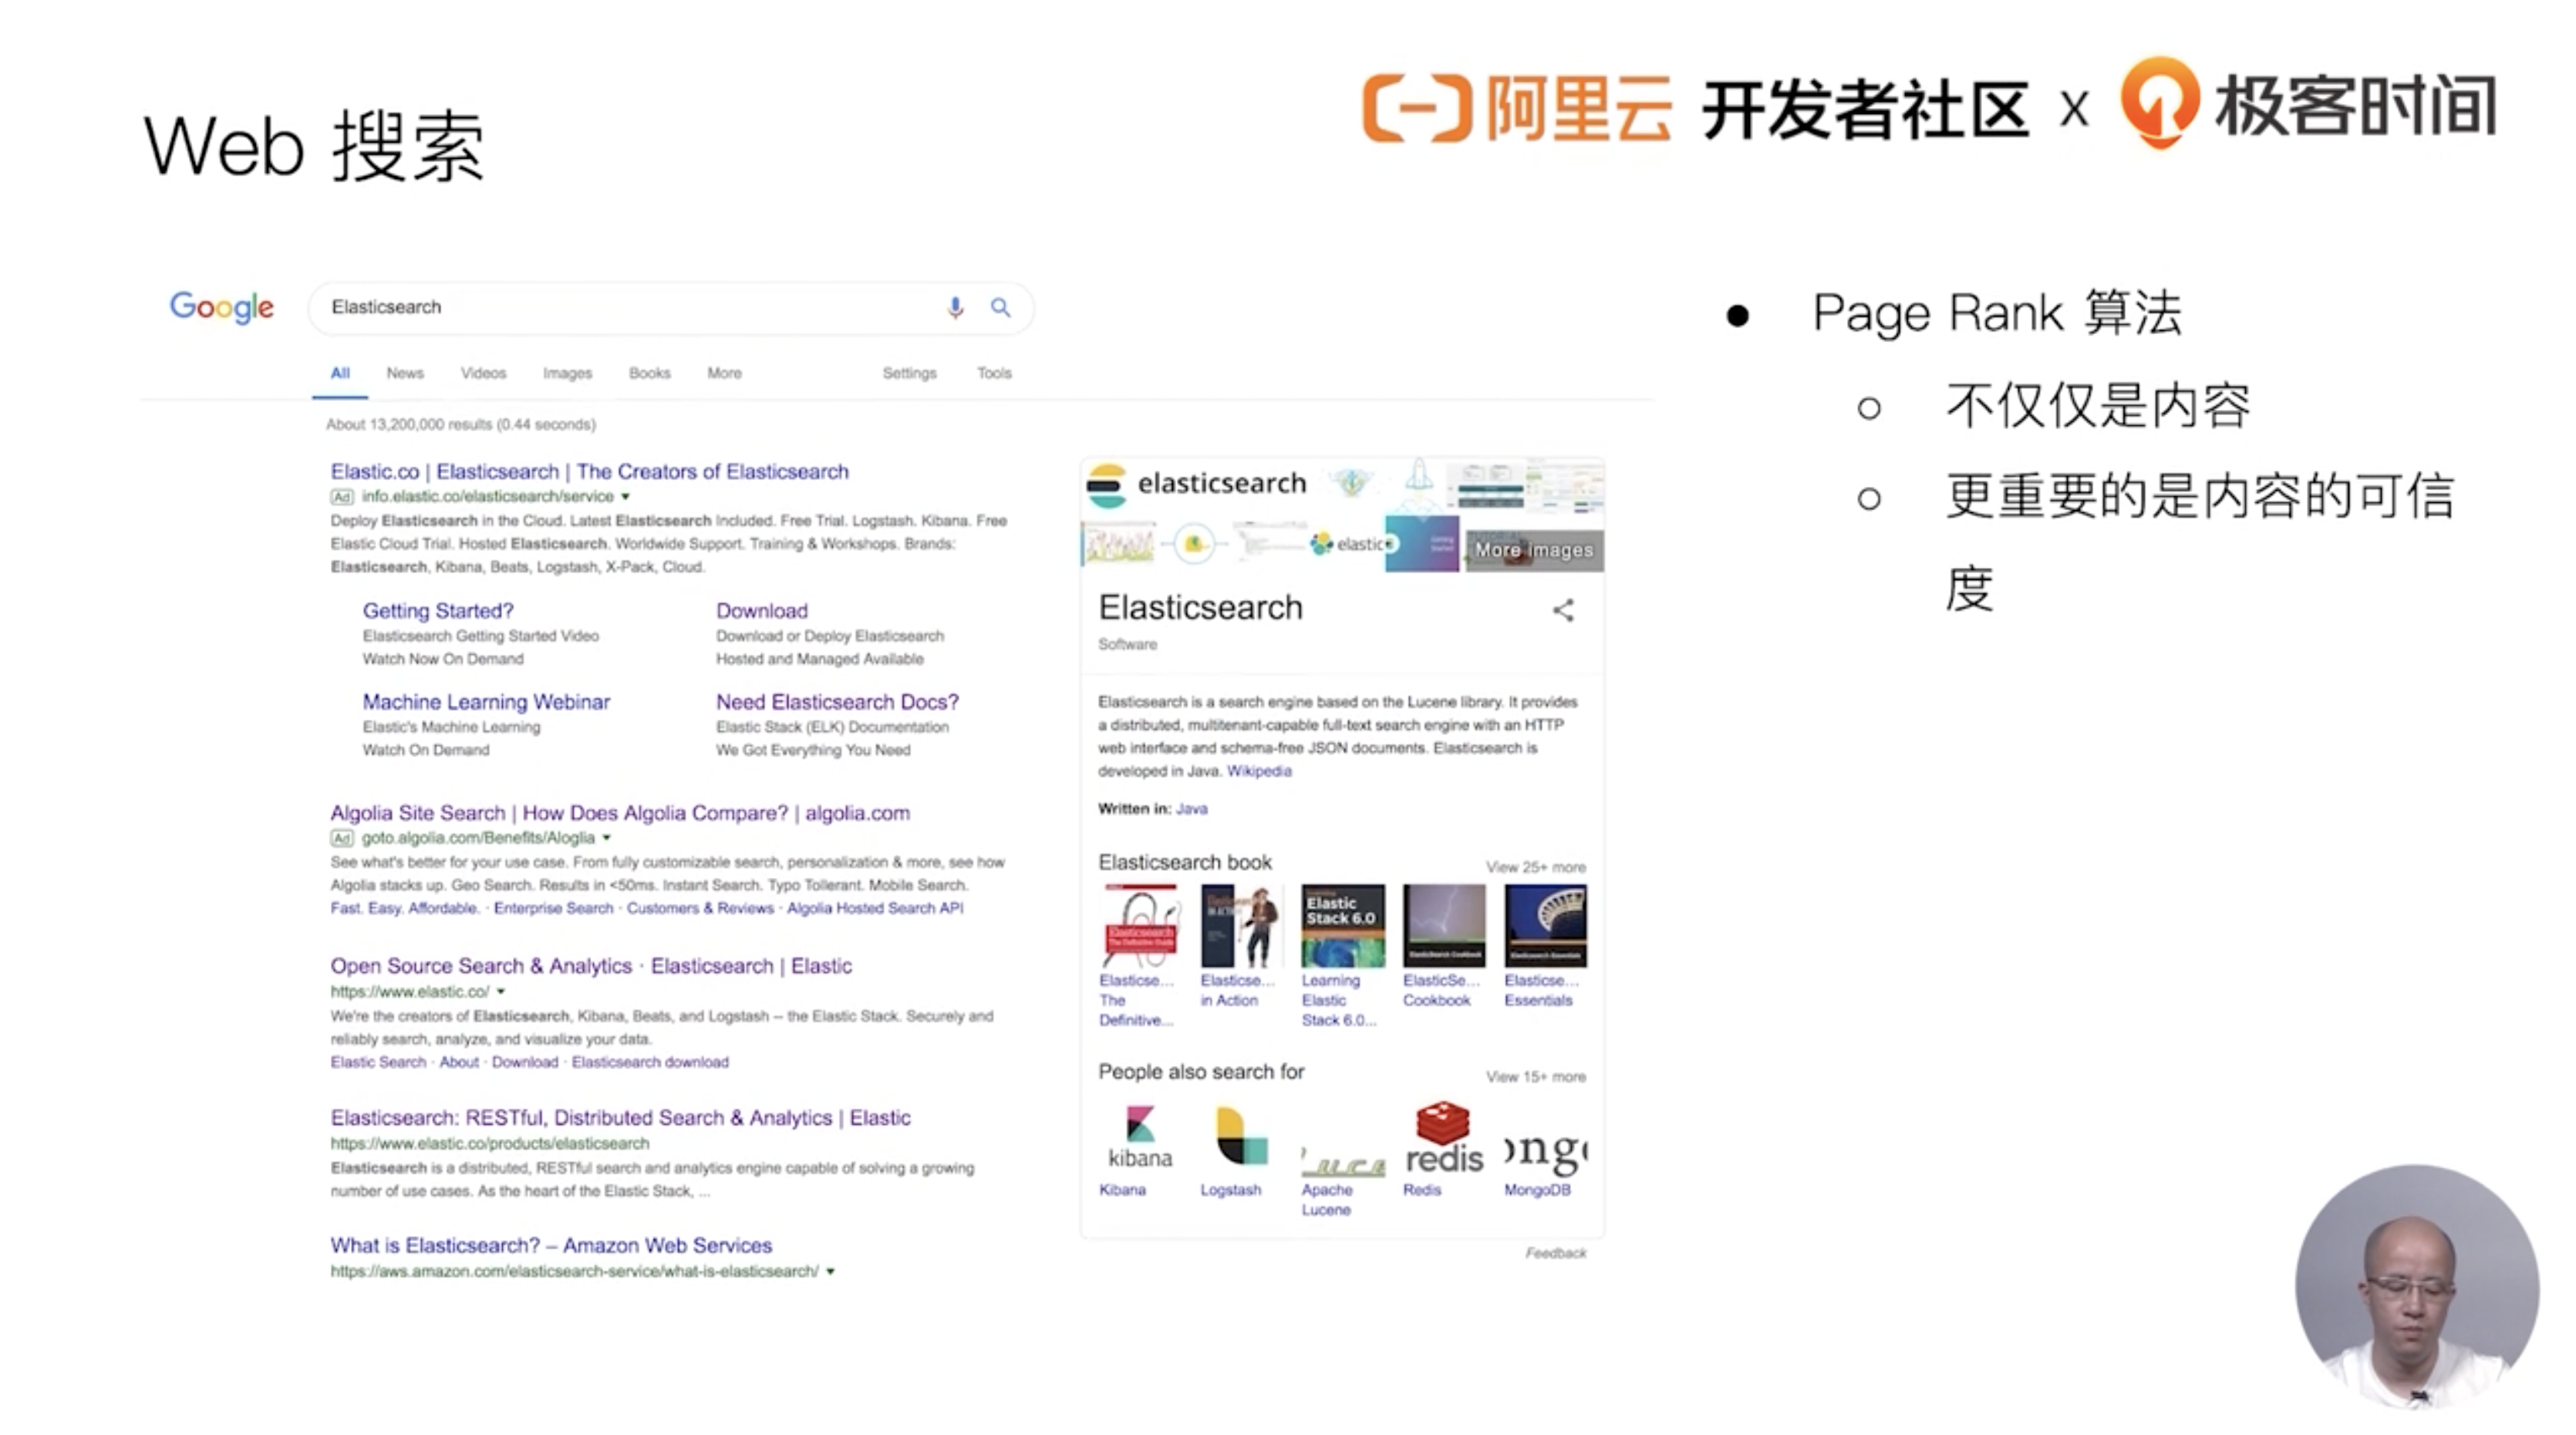 Web 搜索
阿里云 开发者社区 x 极客时间
Google
Elasticsearch
All News Videos Images Books More Settings Tools
About 13,200,000 results (0.44 seconds)
Elastic.co | Elasticsearch | The Creators of Elasticsearch
Ad info.elastic.co/elasticsearch/service
Deploy Elasticsearch in the Cloud. Latest Elasticsearch Included. Free Trial. Logstash. Kibana. Free
Elastic Cloud Trial. Hosted Elasticsearch. Worldwide Support. Training & Workshops. Brands:
Elasticsearch, Kibana, Beats, Logstash, X-Pack, Cloud.
Getting Started?
Elasticsearch Getting Started Video
Watch Now On Demand
Download
Download or Deploy Elasticsearch
Hosted and Managed Available
Machine Learning Webinar
Elastic's Machine Learning
Watch On Demand
Need Elasticsearch Docs?
Elastic Stack (ELK) Documentation
We Got Everything You Need
Algolia Site Search | How Does Algolia Compare? | algolia.com
Ad goto.algolia.com/Benefits/Aloglia
See what's better for your use case. From fully customizable search, personalization & more, see how
Algolia stacks up. Geo Search. Results in <50ms. Instant Search. Typo Tollerant. Mobile Search.
Fast. Easy. Affordable. · Enterprise Search · Customers & Reviews · Algolia Hosted Search API
Open Source Search & Analytics · Elasticsearch | Elastic
https://www.elastic.co/
We're the creators of Elasticsearch, Kibana, Beats, and Logstash – the Elastic Stack. Securely and
reliably search, analyze, and visualize your data.
Elastic Search · About · Download · Elasticsearch download
Elasticsearch: RESTful, Distributed Search & Analytics | Elastic
https://www.elastic.co/products/elasticsearch
Elasticsearch is a distributed, RESTful search and analytics engine capable of solving a growing
number of use cases. As the heart of the Elastic Stack, ...
What is Elasticsearch? – Amazon Web Services
https://aws.amazon.com/elasticsearch-service/what-is-elasticsearch/
elasticsearch
elastic
More images
Elasticsearch
Software
Elasticsearch is a search engine based on the Lucene library. It provides
a distributed, multitenant-capable full-text search engine with an HTTP
web interface and schema-free JSON documents. Elasticsearch is
developed in Java. Wikipedia
Written in: Java
Elasticsearch book View 25+ more
Elastic
Stack 6.0
Elasticse...
The
Definitive...
Elasticse...
in Action
Learning
Elastic
Stack 6.0...
ElasticSe...
Cookbook
Elasticse...
Essentials
People also search for View 15+ more
kibana
redis
Kibana
Logstash
Apache
Lucene
Redis
MongoDB
Feedback
● Page Rank 算法
○ 不仅仅是内容
○ 更重要的是内容的可信
度